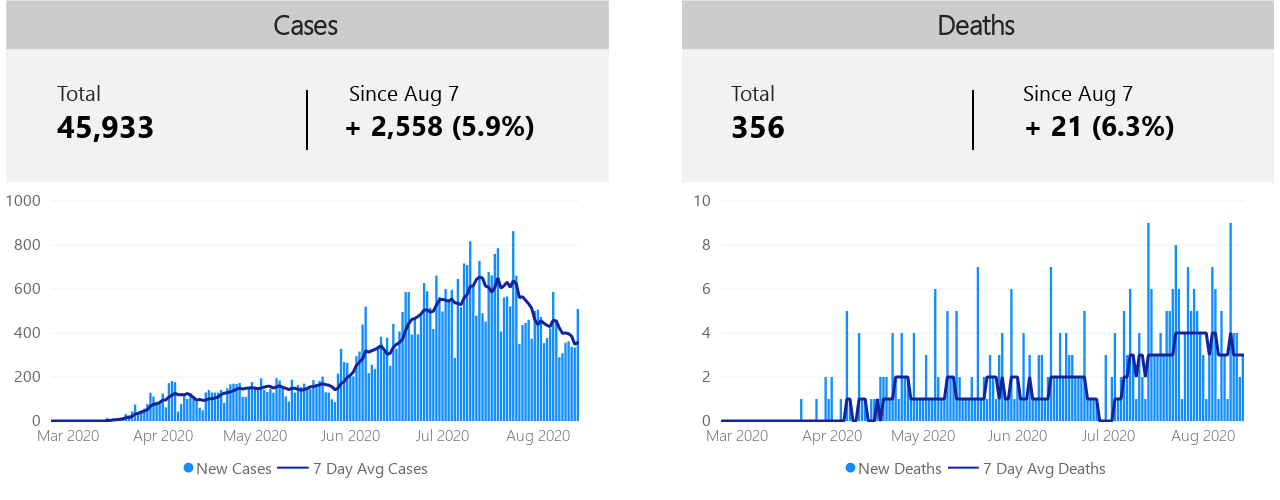 Cases
Total
45,933
Since Aug 7
+ 2,558 (5.9%)
1000
800
600
400
200
0
Mar 2020 Apr 2020 May 2020 Jun 2020 Jul 2020 Aug 2020
New Cases 7 Day Avg Cases
Deaths
Total
356
Since Aug 7
+ 21 (6.3%)
10
8
6
4
2
0
Mar 2020 Apr 2020 May 2020 Jun 2020 Jul 2020 Aug 2020
New Deaths 7 Day Avg Deaths